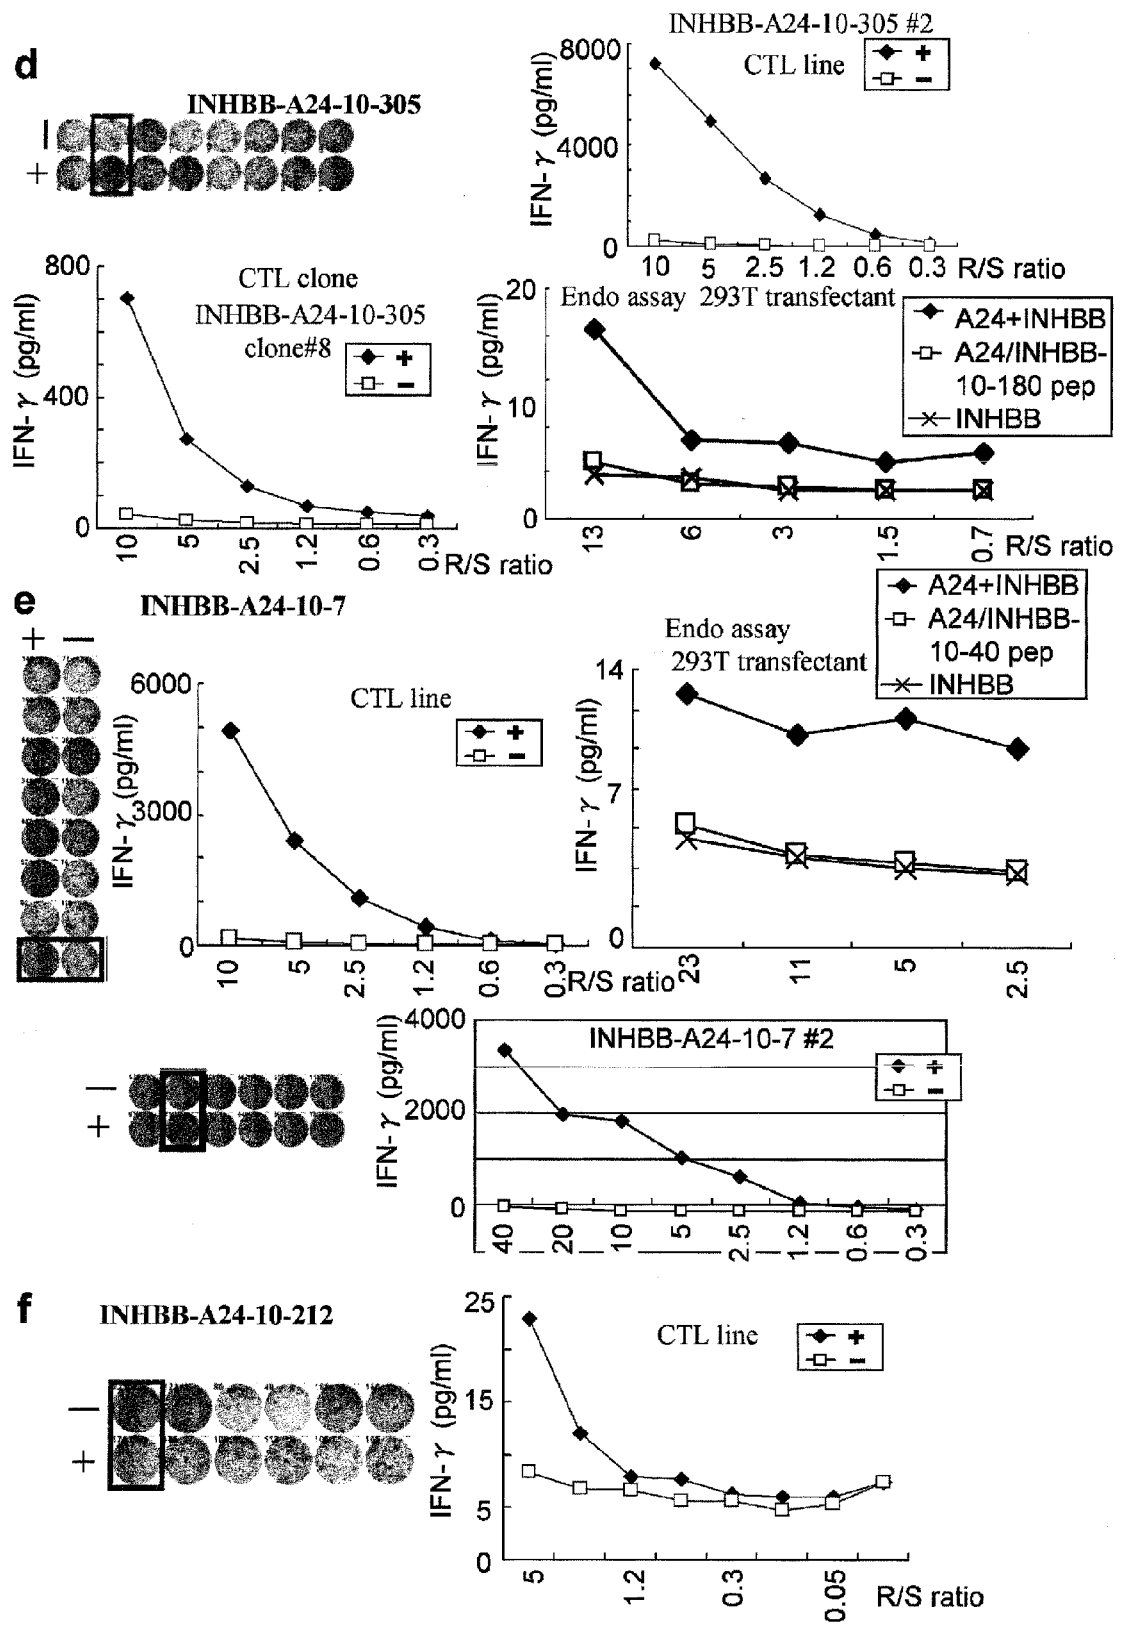 d
INHBB-A24-10-305
−
+
INHBB-A24-10-305 #2
CTL line
+
−
IFN-γ (pg/ml)
8000
4000
0
10 5 2.5 1.2 0.6 0.3 R/S ratio
CTL clone
INHBB-A24-10-305
clone#8
+
−
IFN-γ (pg/ml)
800
400
0
10 5 2.5 1.2 0.6 0.3 R/S ratio
Endo assay 293T transfectant
A24+INHBB
A24/INHBB-
10-180 pep
INHBB
IFN-γ (pg/ml)
20
10
0
13 6 3 1.5 0.7 R/S ratio
e
INHBB-A24-10-7
+ −
CTL line
+
−
IFN-γ (pg/ml)
6000
3000
0
10 5 2.5 1.2 0.6 0.3 R/S ratio
Endo assay
293T transfectant
A24+INHBB
A24/INHBB-
10-40 pep
INHBB
IFN-γ (pg/ml)
14
7
0
23 11 5 2.5
−
+
INHBB-A24-10-7 #2
+
−
IFN-γ (pg/ml)
4000
2000
0
40 20 10 5 2.5 1.2 0.6 0.3
f
INHBB-A24-10-212
−
+
CTL line
+
−
IFN-γ (pg/ml)
25
15
5
0
5 1.2 0.3 0.05 R/S ratio